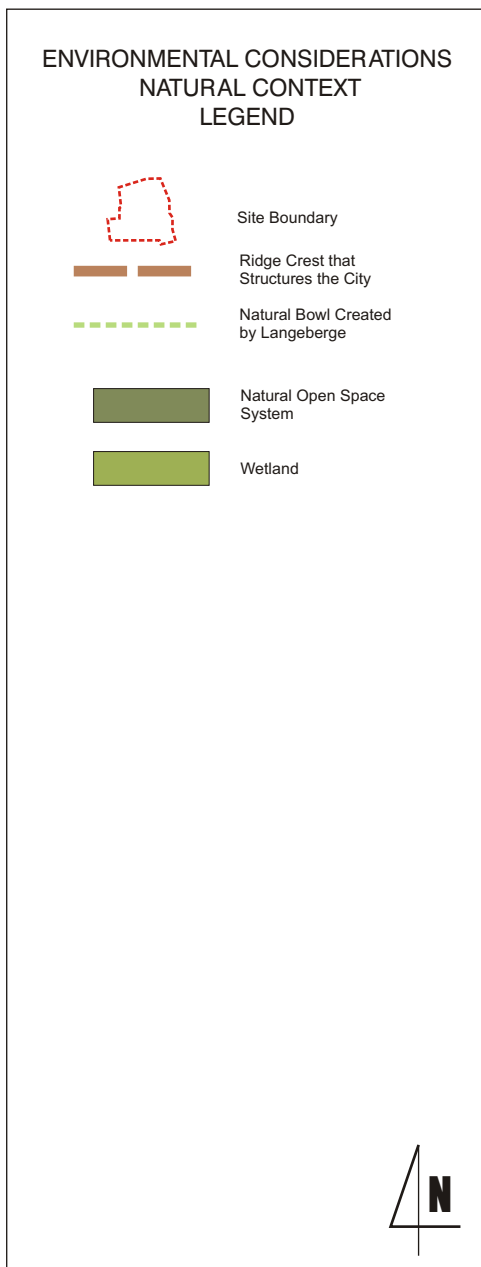 ENVIRONMENTAL CONSIDERATIONS
NATURAL CONTEXT
LEGEND
Site Boundary
Ridge Crest that
Structures the City
Natural Bowl Created
by Langeberge
Natural Open Space
System
Wetland
N